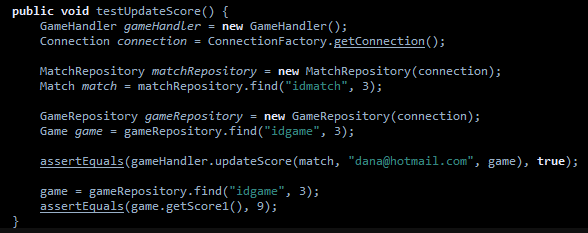 public void testUpdateScore() {
GameHandler gameHandler = new GameHandler();
Connection connection = ConnectionFactory.getConnection();
MatchRepository matchRepository = new MatchRepository(connection);
Match match = matchRepository.find("idmatch", 3);
GameRepository gameRepository = new GameRepository(connection);
Game game = gameRepository.find("idgame", 3);
assertEquals(gameHandler.updateScore(match, "dana@hotmail.com", game), true);
game = gameRepository.find("idgame", 3);
assertEquals(game.getScore1(), 9);
}